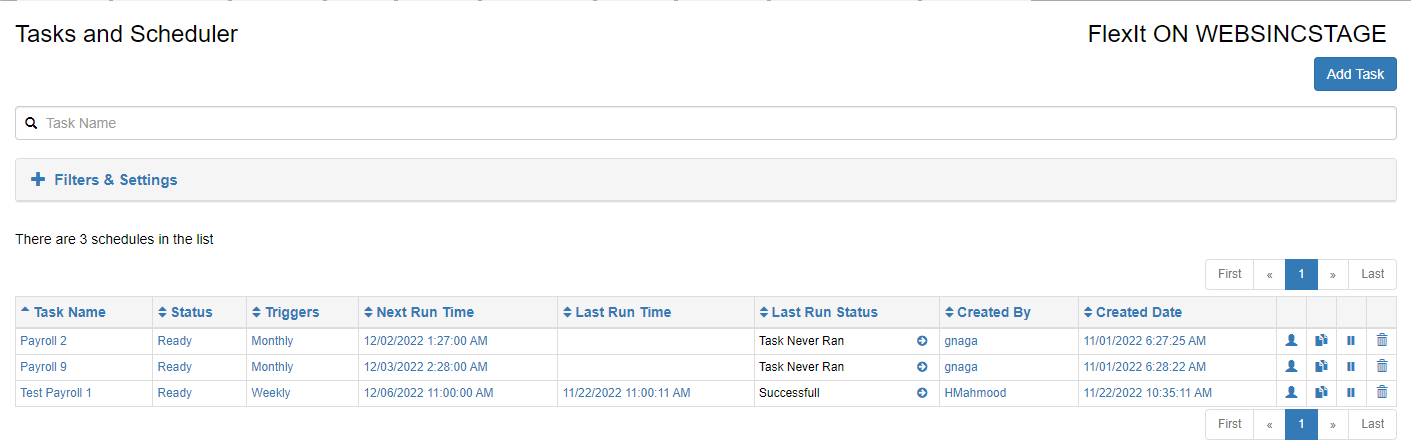 Tasks and Scheduler
FlexIt ON WEBSINCSTAGE
Add Task
Task Name
Filters & Settings
There are 3 schedules in the list
First « 1 » Last
Task Name Status Triggers Next Run Time Last Run Time Last Run Status Created By Created Date
Payroll 2 Ready Monthly 12/02/2022 1:27:00 AM Task Never Ran gnaga 11/01/2022 6:27:25 AM
Payroll 9 Ready Monthly 12/03/2022 2:28:00 AM Task Never Ran gnaga 11/01/2022 6:28:22 AM
Test Payroll 1 Ready Weekly 12/06/2022 11:00:00 AM 11/22/2022 11:00:11 AM Successfull HMahmood 11/22/2022 10:35:11 AM
First « 1 » Last